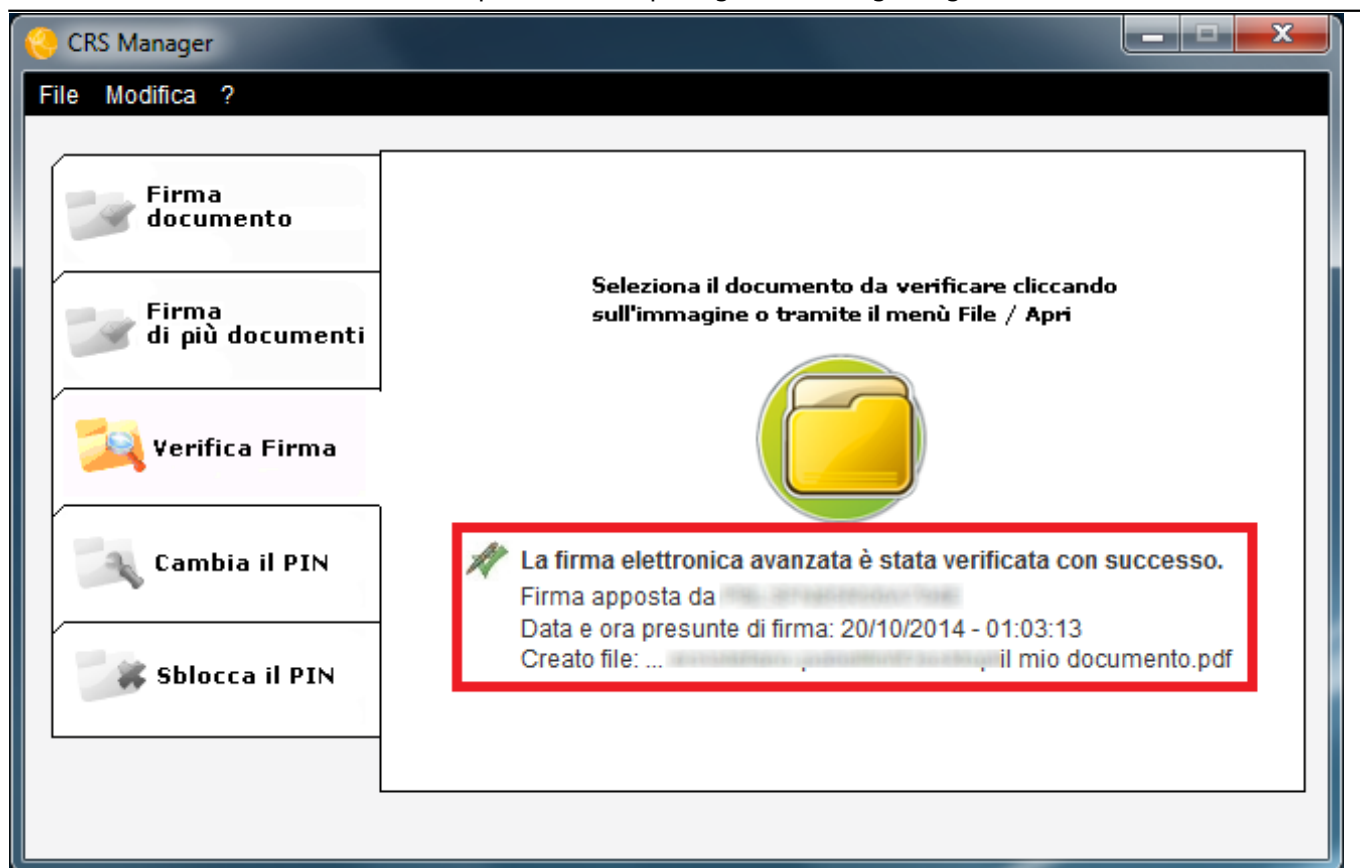 CRS Manager
File Modifica ?
Firma
documento
Firma
di più documenti
Verifica Firma
Cambia il PIN
Sblocca il PIN
Seleziona il documento da verificare cliccando
sull'immagine o tramite il menù File / Apri
La firma elettronica avanzata è stata verificata con successo.
Firma apposta da
Data e ora presunte di firma: 20/10/2014 - 01:03:13
Creato file: ... il mio documento.pdf